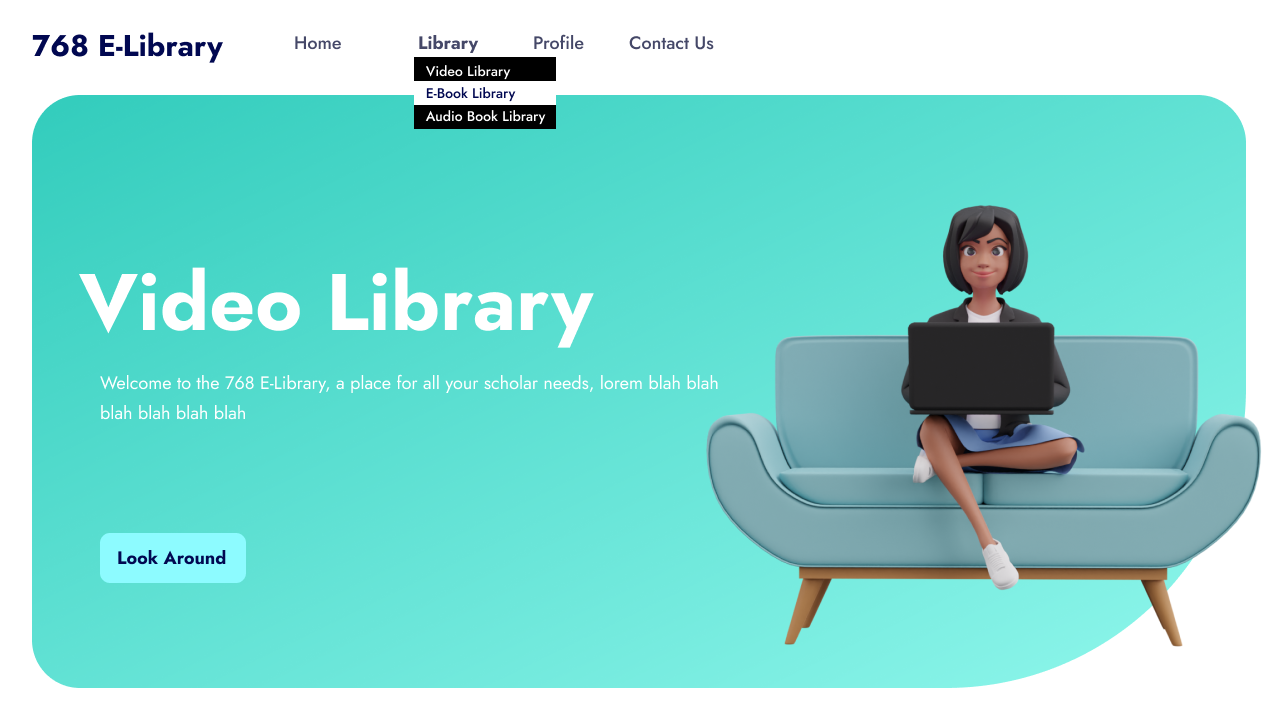 768 E-Library
Home
Library
Profile
Contact Us
Video Library
E-Book Library
Audio Book Library
Video Library
Welcome to the 768 E-Library, a place for all your scholar needs, lorem blah blah
blah blah blah blah
Look Around